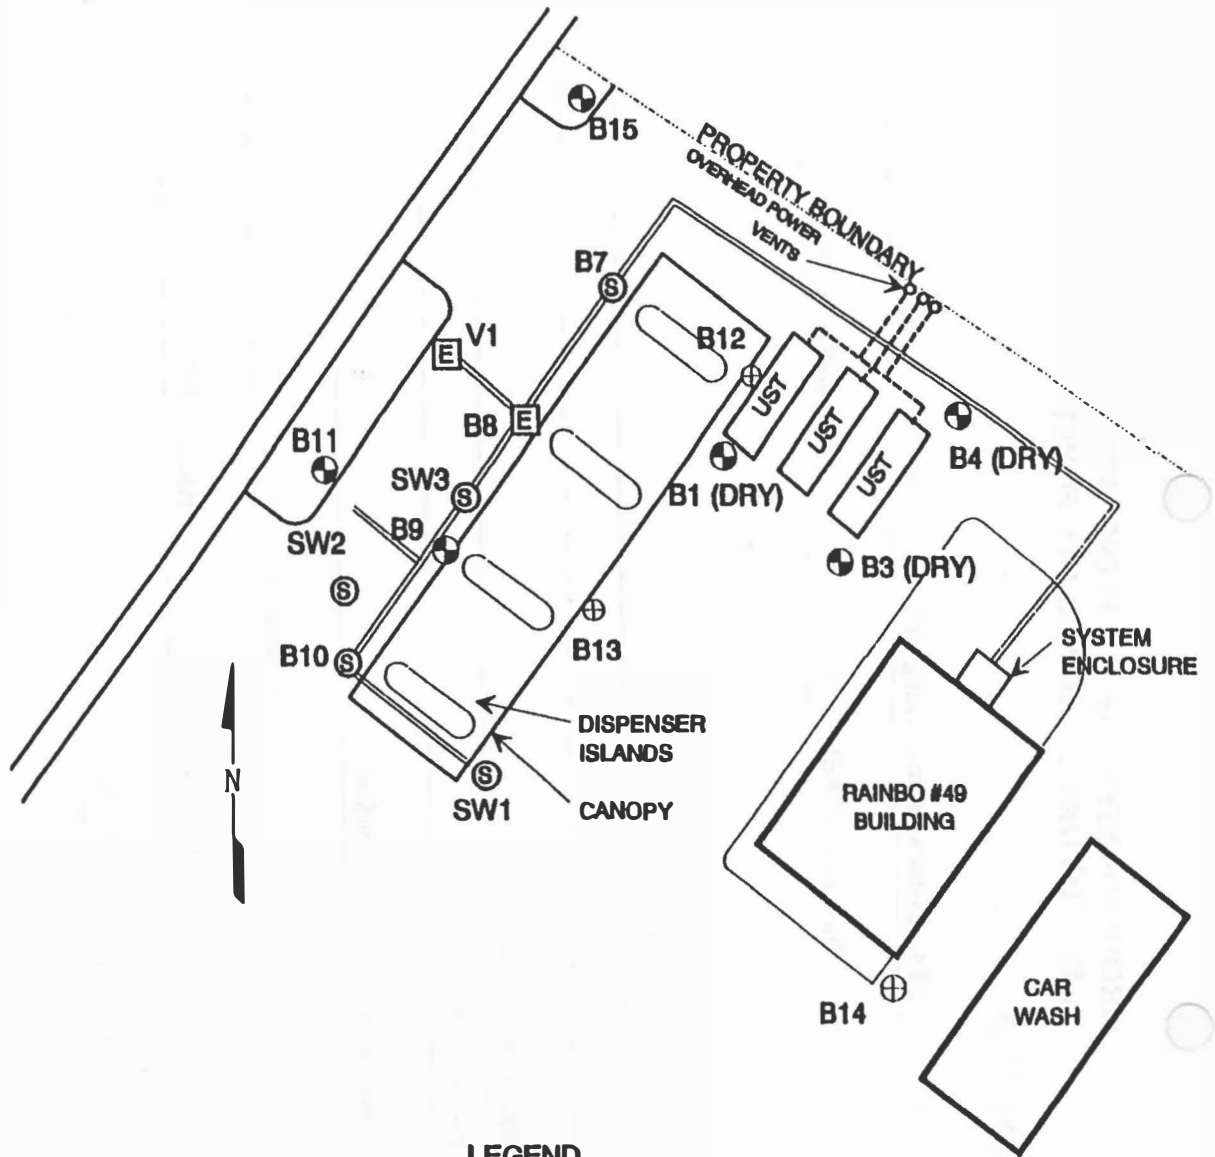 B15
PROPERTY BOUNDARY
OVERHEAD POWER
VENTS
B7
S
V1
E
B12
B8
E
UST
UST
UST
B11
SW3
S
B4 (DRY)
B1 (DRY)
B9
SW2
B3 (DRY)
S
B10
S
B13
SYSTEM
ENCLOSURE
DISPENSER
ISLANDS
N
S
SW1
CANOPY
RAINBO #49
BUILDING
B14
CAR
WASH
LEGEND